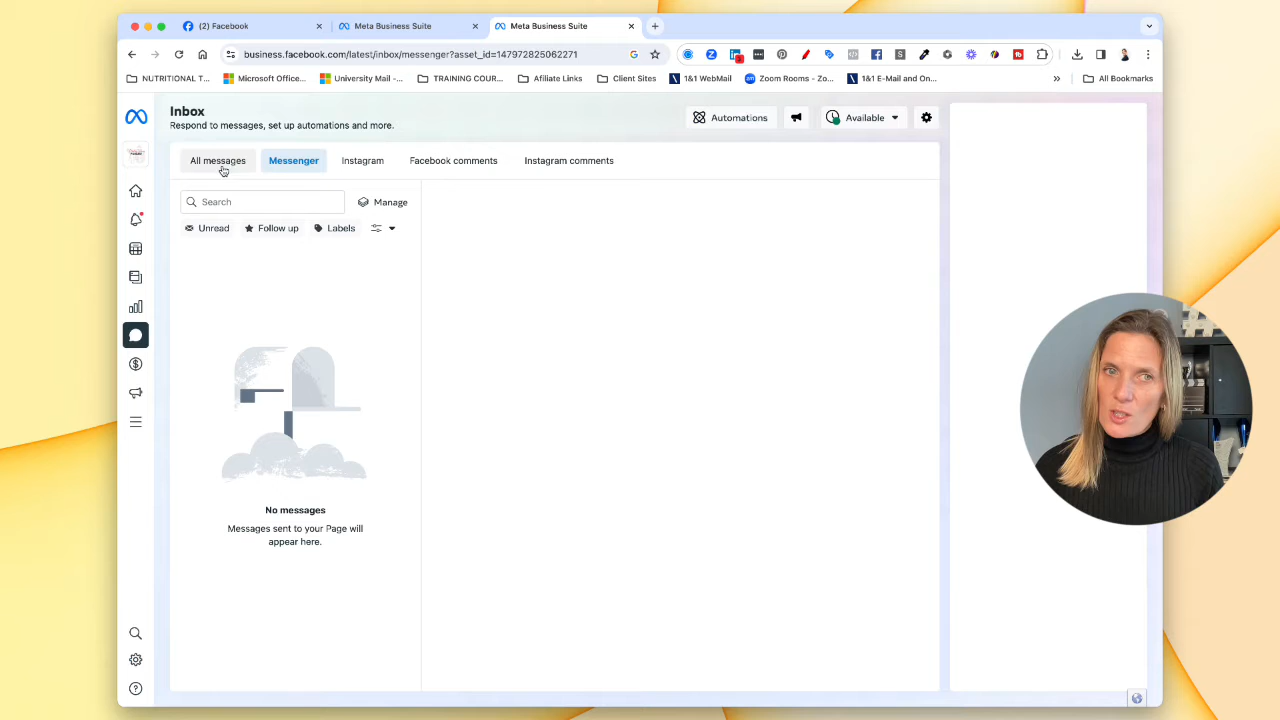 (2) Facebook
Meta Business Suite
Meta Business Suite
business.facebook.com/latest/inbox/messenger?asset_id=147972825062271
NUTRITIONAL T...
Microsoft Office...
University Mail -...
TRAINING COUR...
Afiliate Links
Client Sites
1&1 WebMail
Zoom Rooms - Zo...
1&1 E-Mail and On...
All Bookmarks
Inbox
Respond to messages, set up automations and more.
Automations
Available
All messages
Messenger
Instagram
Facebook comments
Instagram comments
Search
Manage
Unread
Follow up
Labels
No messages
Messages sent to your Page will
appear here.